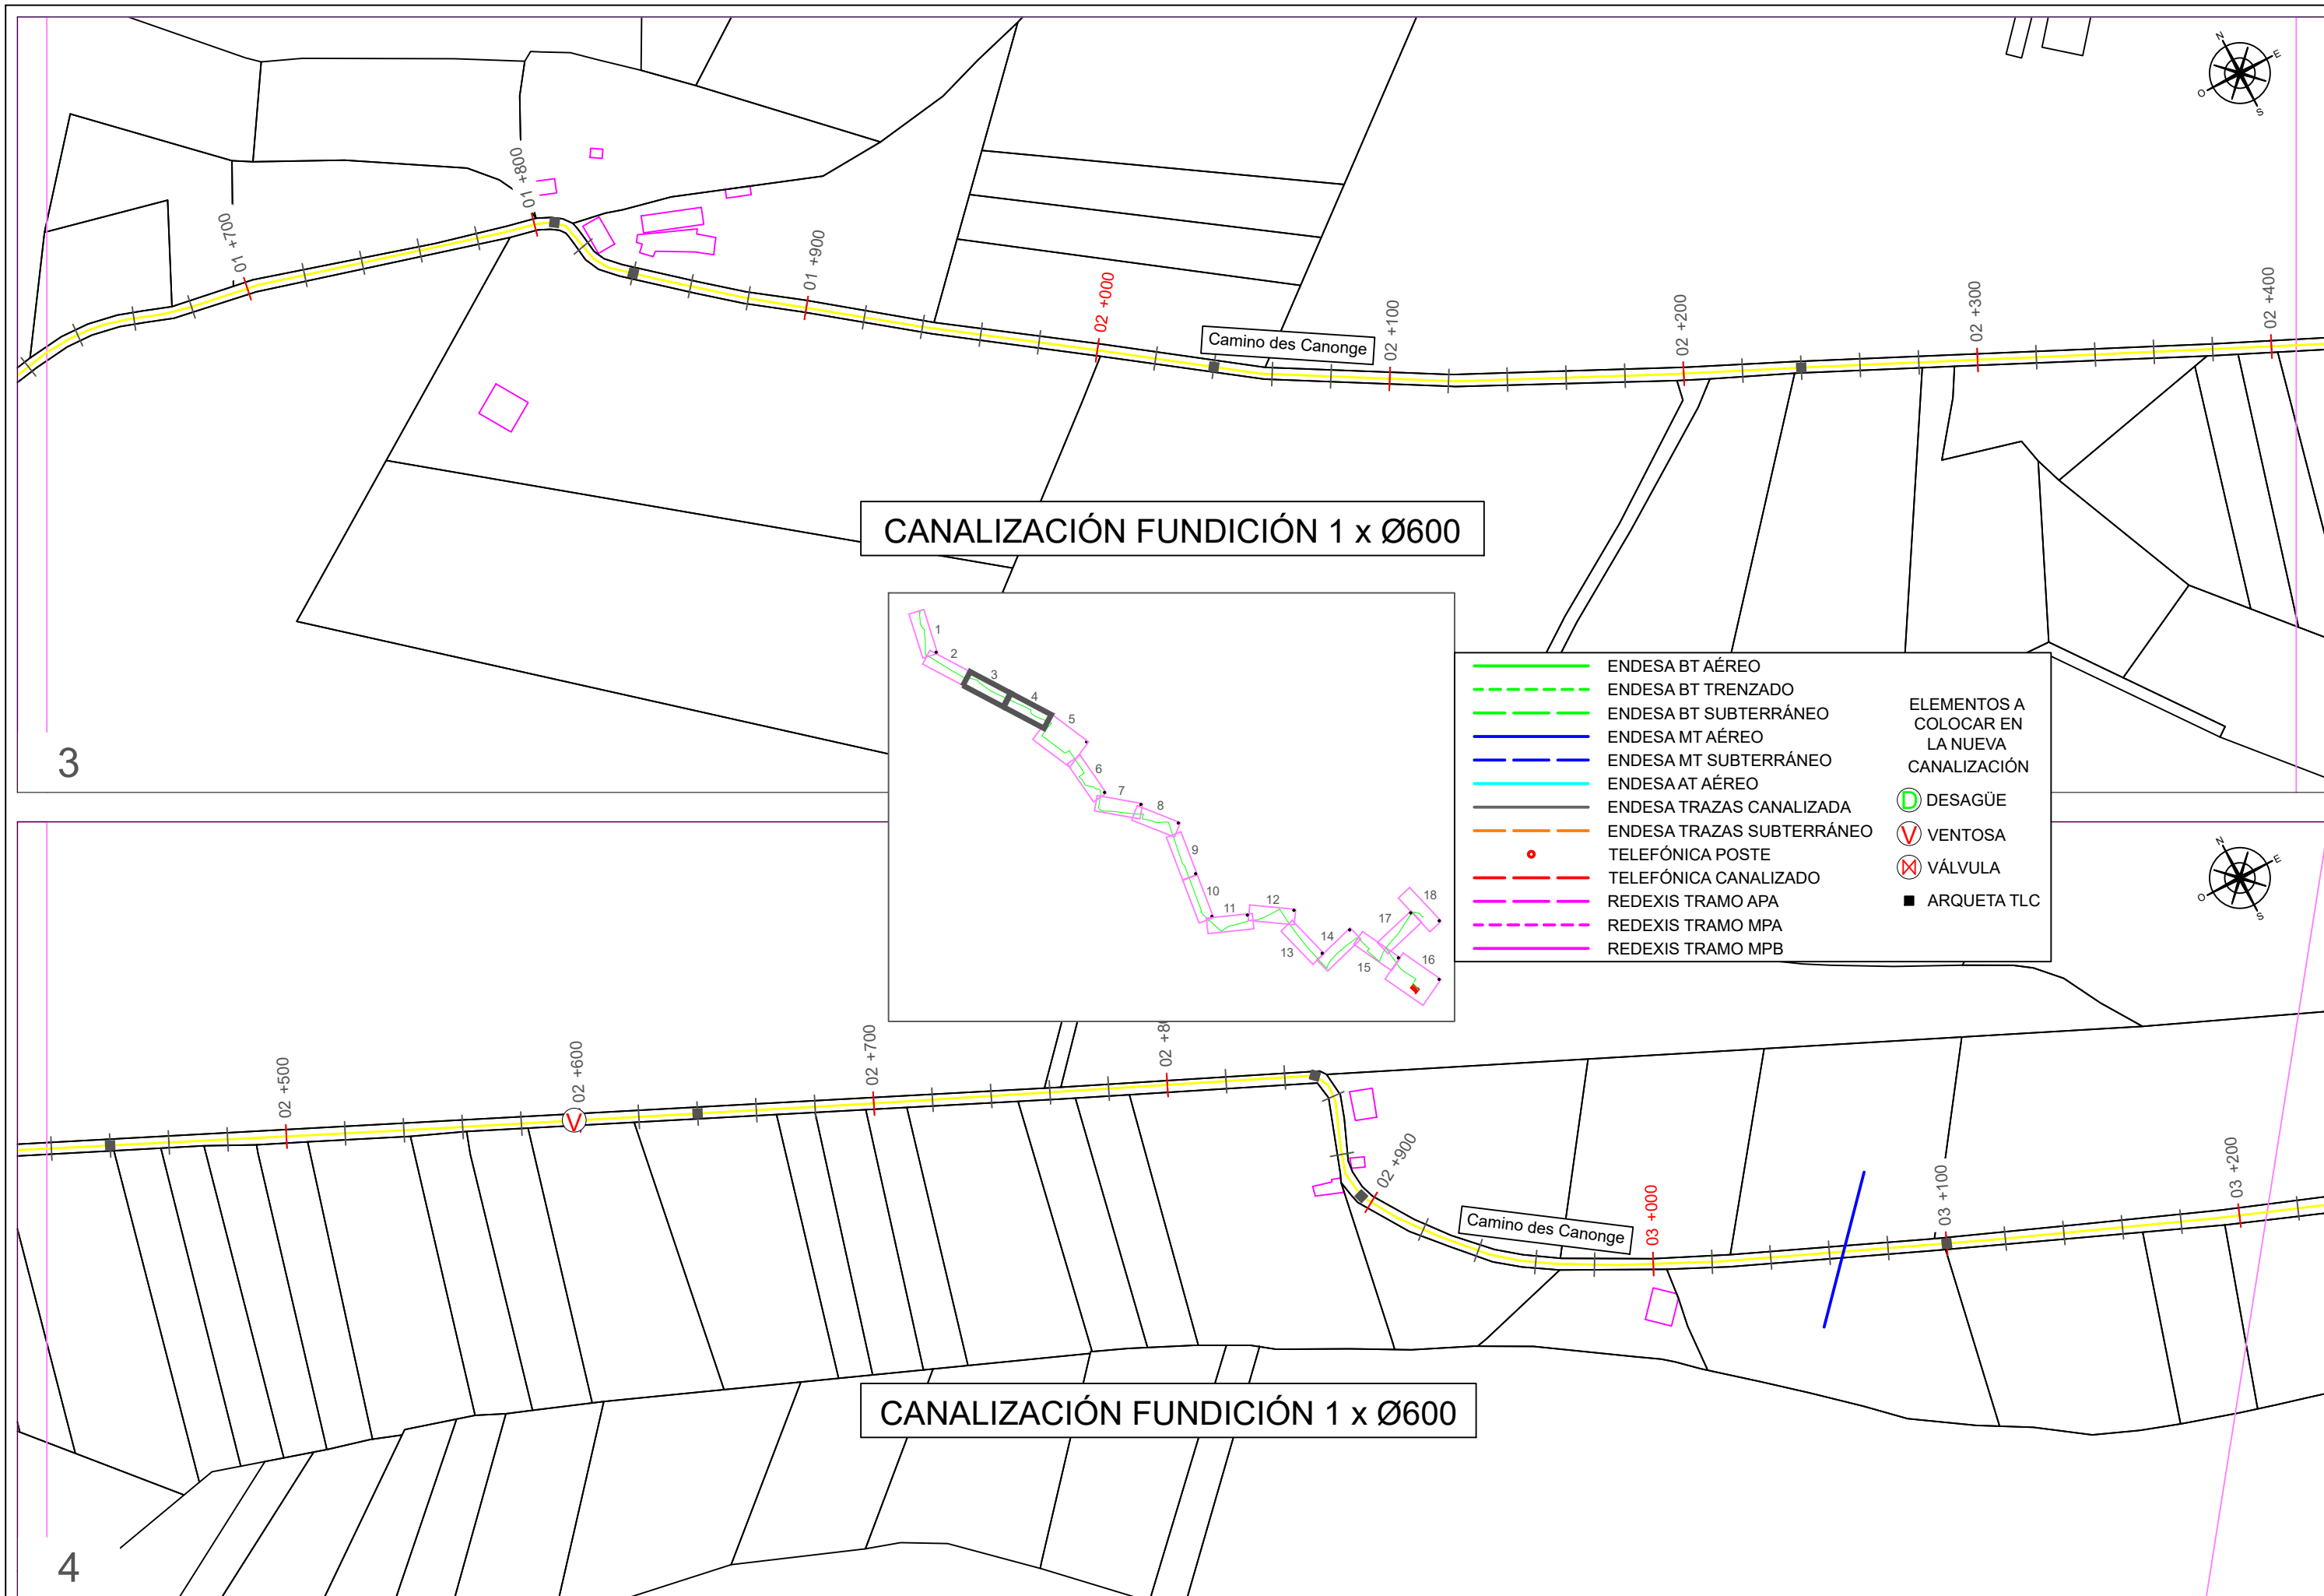 N
E
O
S
01 +700
01 +800
01 +900
02 +000
Camino des Canonge
02 +100
02 +200
02 +300
02 +400
CANALIZACIÓN FUNDICIÓN 1 x Ø600
3
1
2
3
4
5
6
7
8
9
10
11
12
13
14
15
16
17
18
ENDESA BT AÉREO
ENDESA BT TRENZADO
ENDESA BT SUBTERRÁNEO
ENDESA MT AÉREO
ENDESA MT SUBTERRÁNEO
ENDESA AT AÉREO
ENDESA TRAZAS CANALIZADA
ENDESA TRAZAS SUBTERRÁNEO
TELEFÓNICA POSTE
TELEFÓNICA CANALIZADO
REDEXIS TRAMO APA
REDEXIS TRAMO MPA
REDEXIS TRAMO MPB
ELEMENTOS A
COLOCAR EN
LA NUEVA
CANALIZACIÓN
D DESAGÜE
V VENTOSA
VÁLVULA
ARQUETA TLC
N
E
O
S
02 +500
02 +600
V
02 +700
02 +8
02 +900
Camino des Canonge
03 +000
03 +100
03 +200
CANALIZACIÓN FUNDICIÓN 1 x Ø600
4